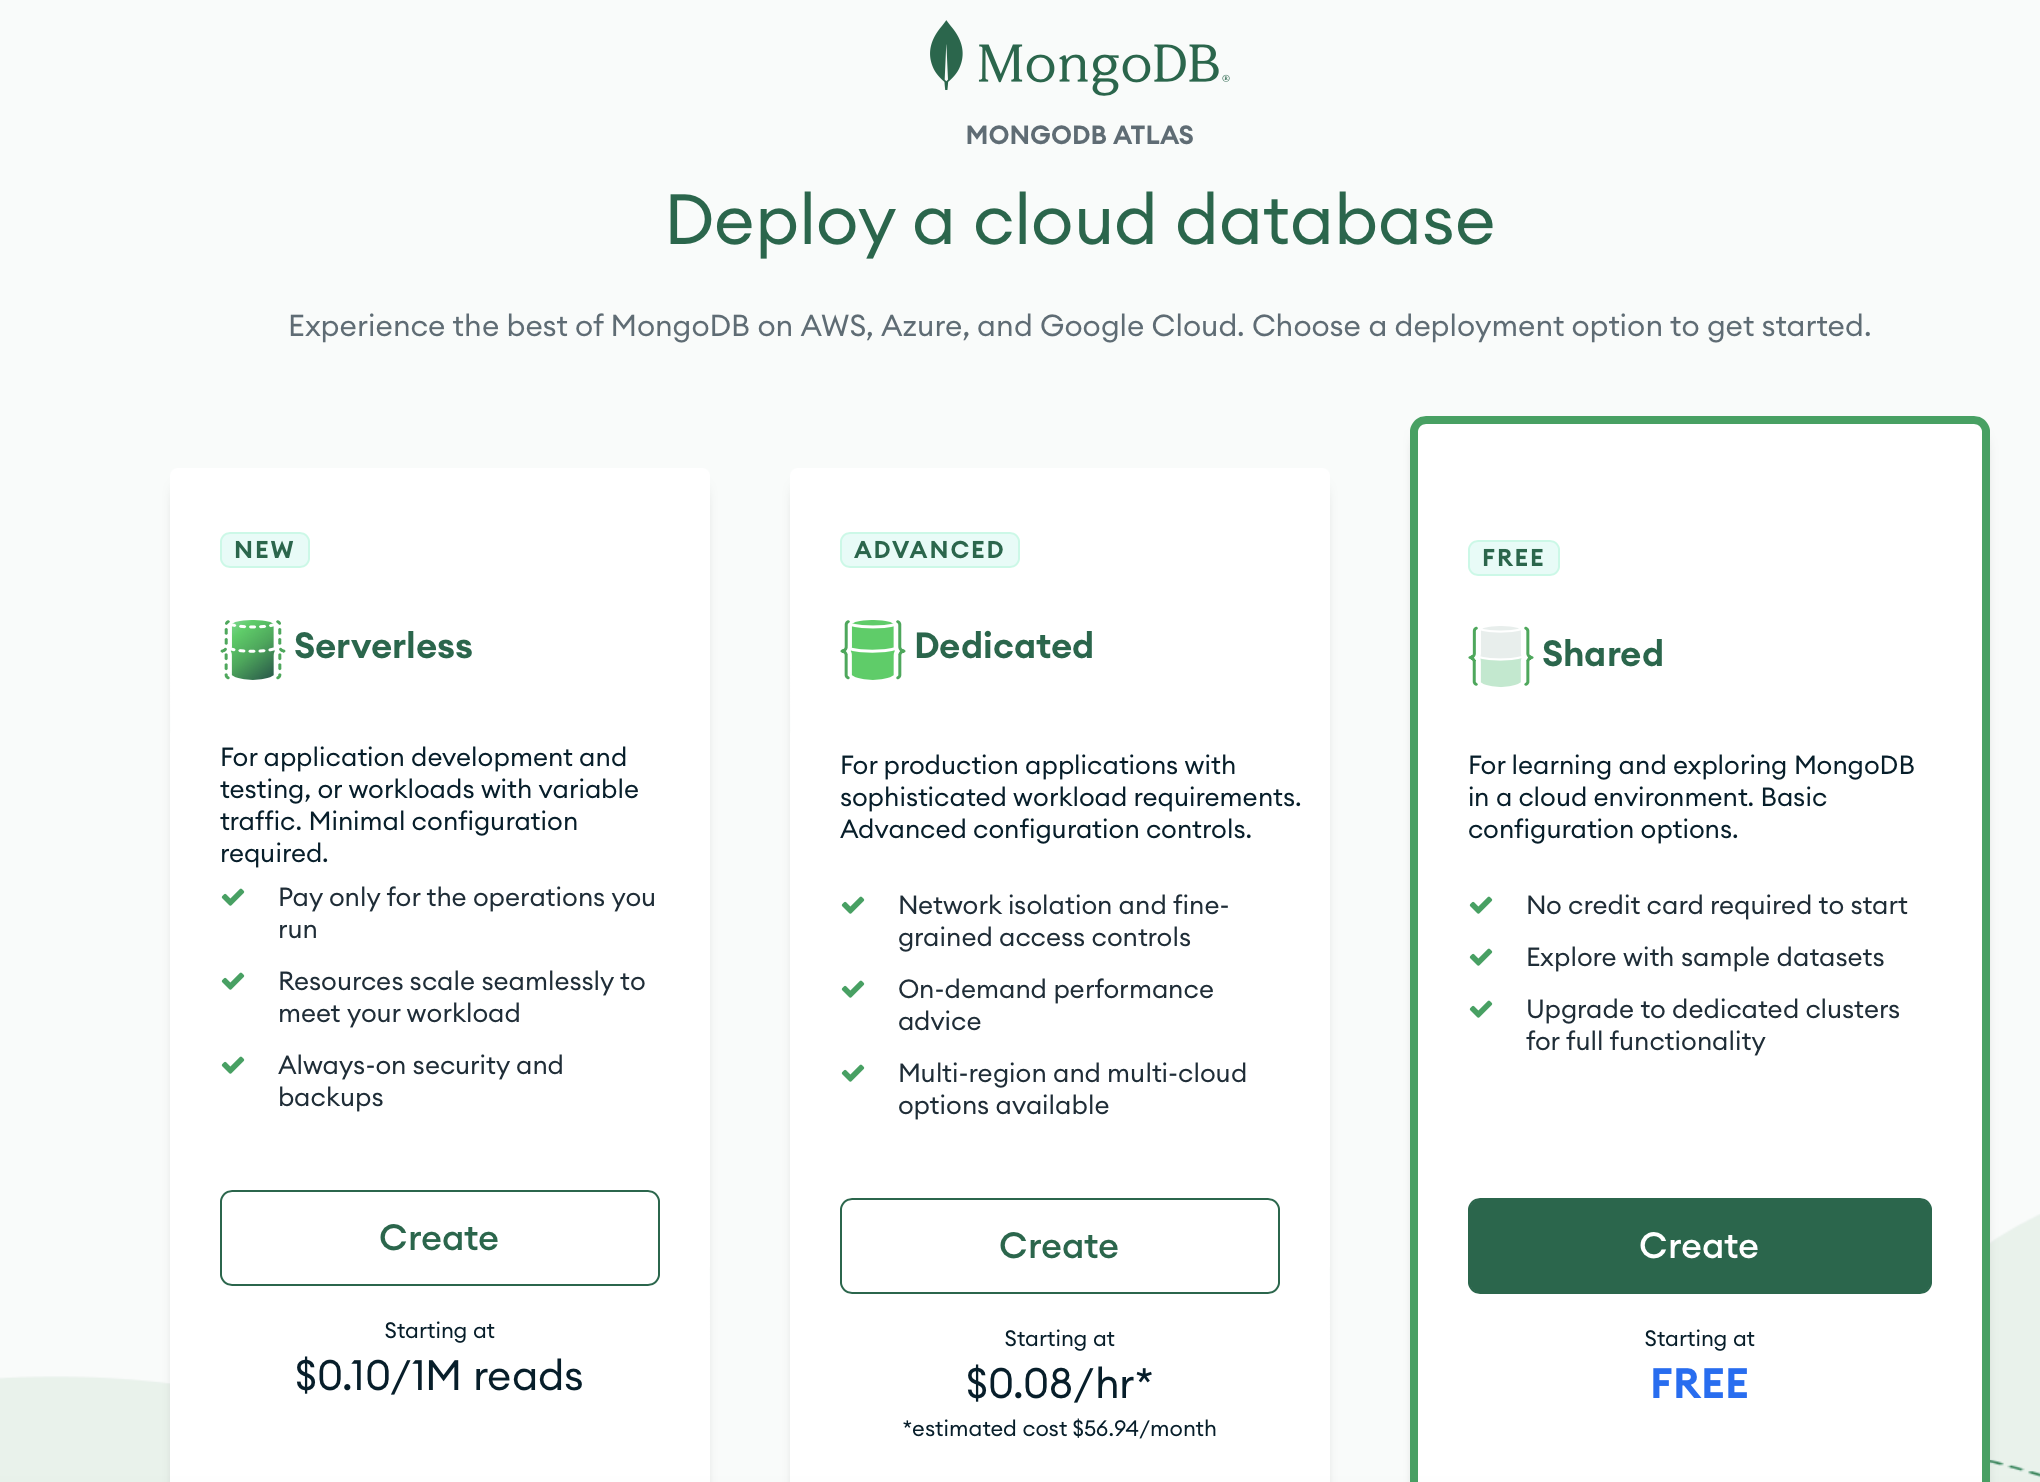 MongoDB®
MONGODB ATLAS
Deploy a cloud database
Experience the best of MongoDB on AWS, Azure, and Google Cloud. Choose a deployment option to get started.
NEW
Serverless
For application development and
testing, or workloads with variable
traffic. Minimal configuration
required.
Pay only for the operations you
run
Resources scale seamlessly to
meet your workload
Always-on security and
backups
Create
Starting at
$0.10/1M reads
ADVANCED
Dedicated
For production applications with
sophisticated workload requirements.
Advanced configuration controls.
Network isolation and fine-
grained access controls
On-demand performance
advice
Multi-region and multi-cloud
options available
Create
Starting at
$0.08/hr*
*estimated cost $56.94/month
FREE
Shared
For learning and exploring MongoDB
in a cloud environment. Basic
configuration options.
No credit card required to start
Explore with sample datasets
Upgrade to dedicated clusters
for full functionality
Create
Starting at
FREE